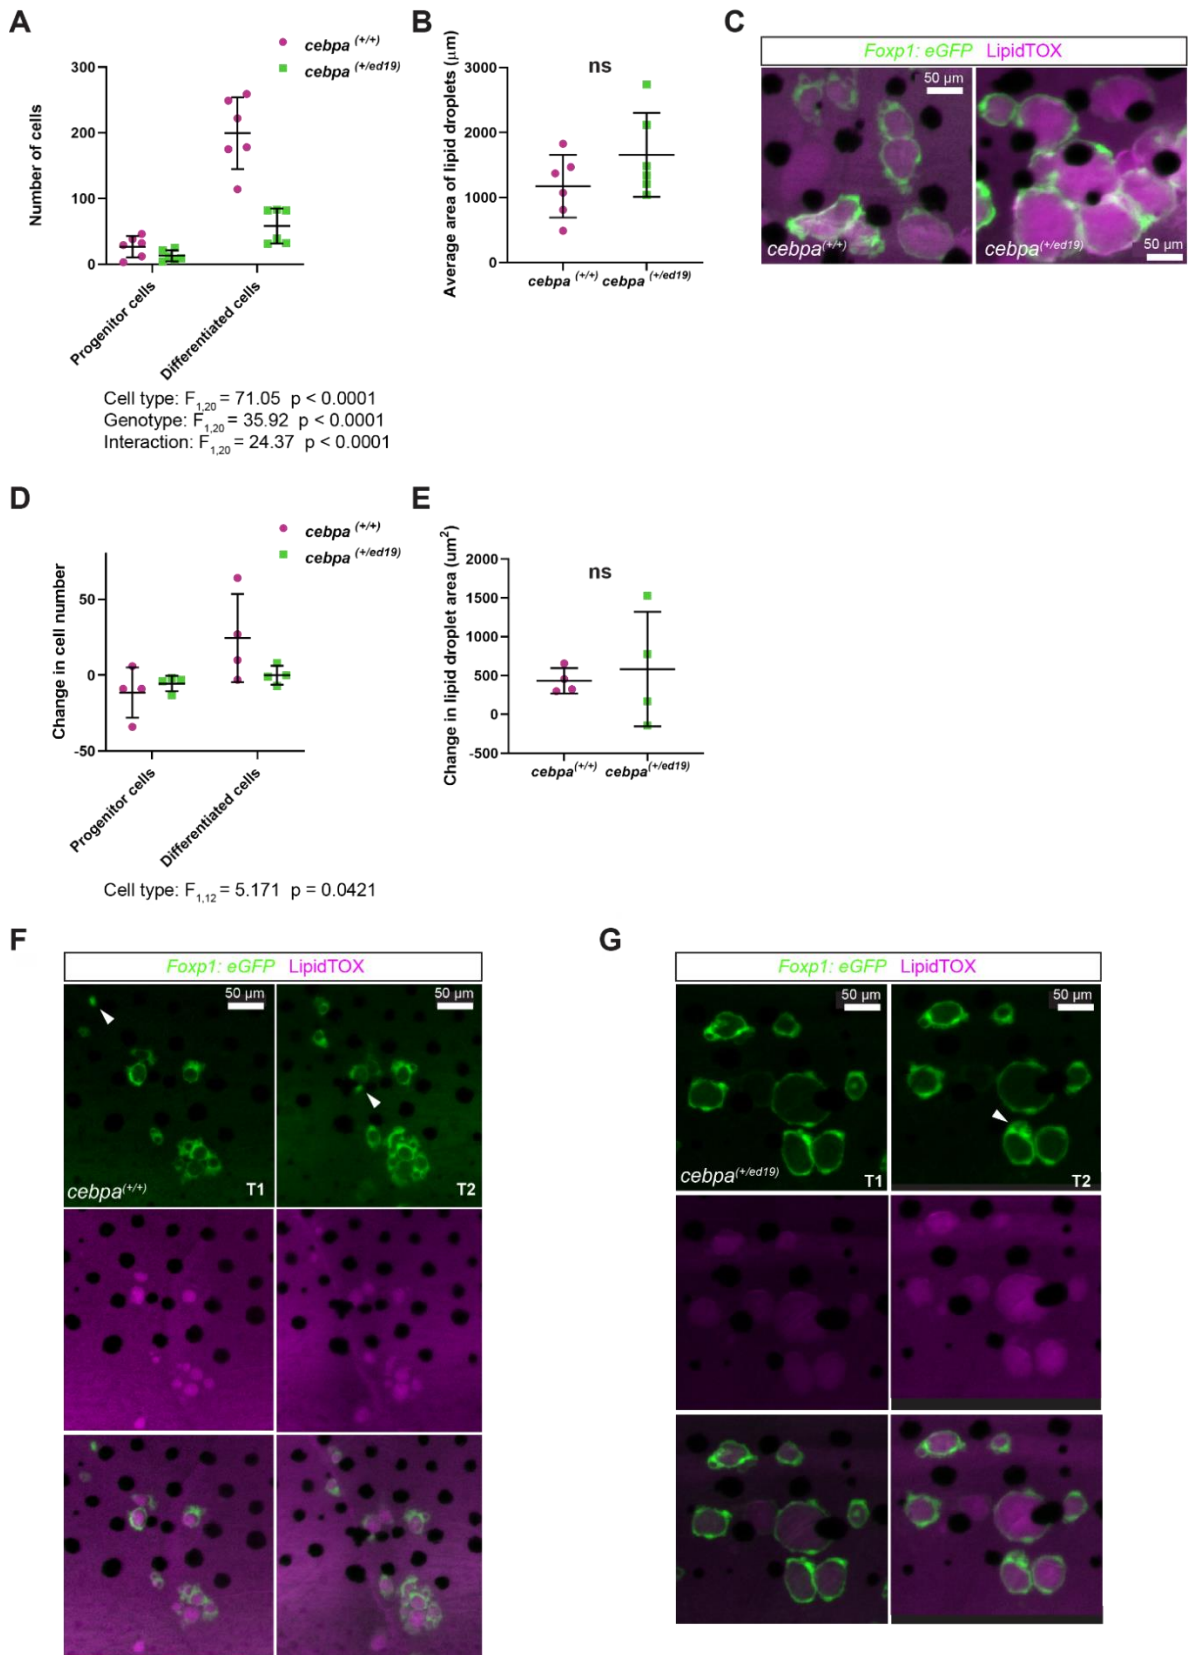 A
cebpa (+/+)
cebpa (+/ed19)
300
200
100
0
Number of cells
Progenitor cells
Differentiated cells
Cell type: F1,20 = 71.05 p < 0.0001
Genotype: F1,20 = 35.92 p < 0.0001
Interaction: F1,20 = 24.37 p < 0.0001
B
ns
3000
2000
1000
0
Average area of lipid droplets (μm)
cebpa (+/+) cebpa (+/ed19)
C
Foxp1: eGFP LipidTOX
50 μm
cebpa(+/+)
cebpa(+/ed19)
50 μm
D
cebpa (+/+)
cebpa (+/ed19)
50
0
-50
Change in cell number
Progenitor cells
Differentiated cells
Cell type: F1,12 = 5.171 p = 0.0421
E
ns
2000
1500
1000
500
0
-500
Change in lipid droplet area (um2)
cebpa(+/+) cebpa(+/ed19)
F
Foxp1: eGFP LipidTOX
50 μm
50 μm
cebpa(+/+)
T1
T2
G
Foxp1: eGFP LipidTOX
50 μm
50 μm
cebpa(+/ed19)
T1
T2